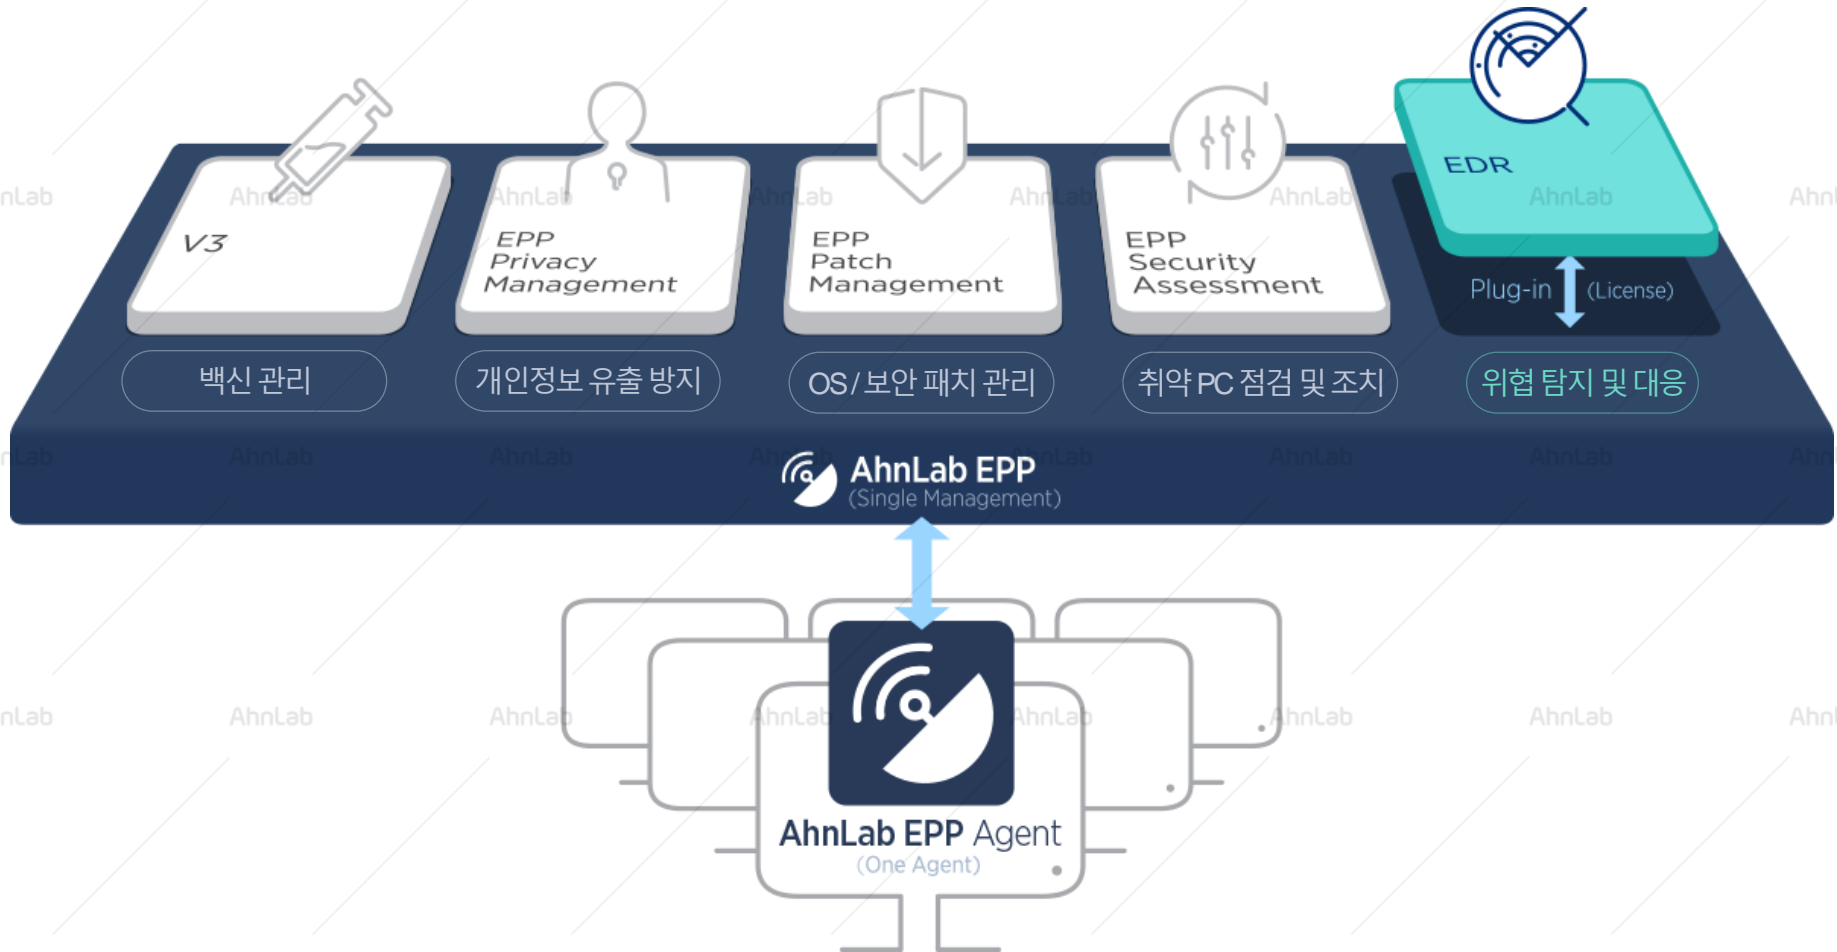 V3
EPP
Privacy
Management
EPP
Patch
Management
EPP
Security
Assessment
EDR
Plug-in (License)
백신 관리
개인정보 유출 방지
OS / 보안 패치 관리
취약 PC 점검 및 조치
위협 탐지 및 대응
AhnLab EPP
(Single Management)
AhnLab EPP Agent
(One Agent)
AhnLab